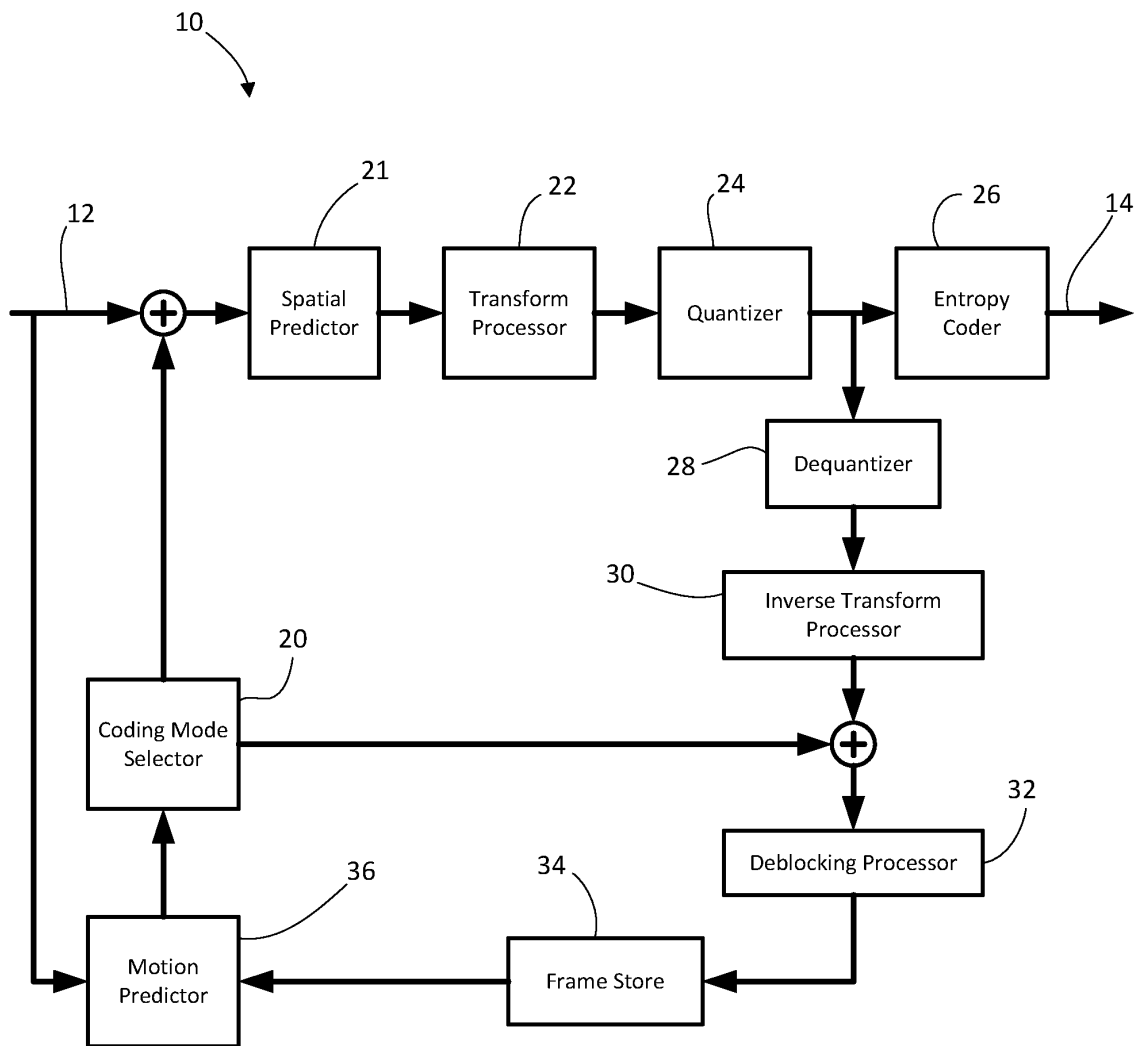 10
12
21
22
24
26
14
Spatial
Predictor
Transform
Processor
Quantizer
Entropy
Coder
28
Dequantizer
30
Inverse Transform
Processor
20
Coding Mode
Selector
32
Deblocking Processor
36
34
Motion
Predictor
Frame Store